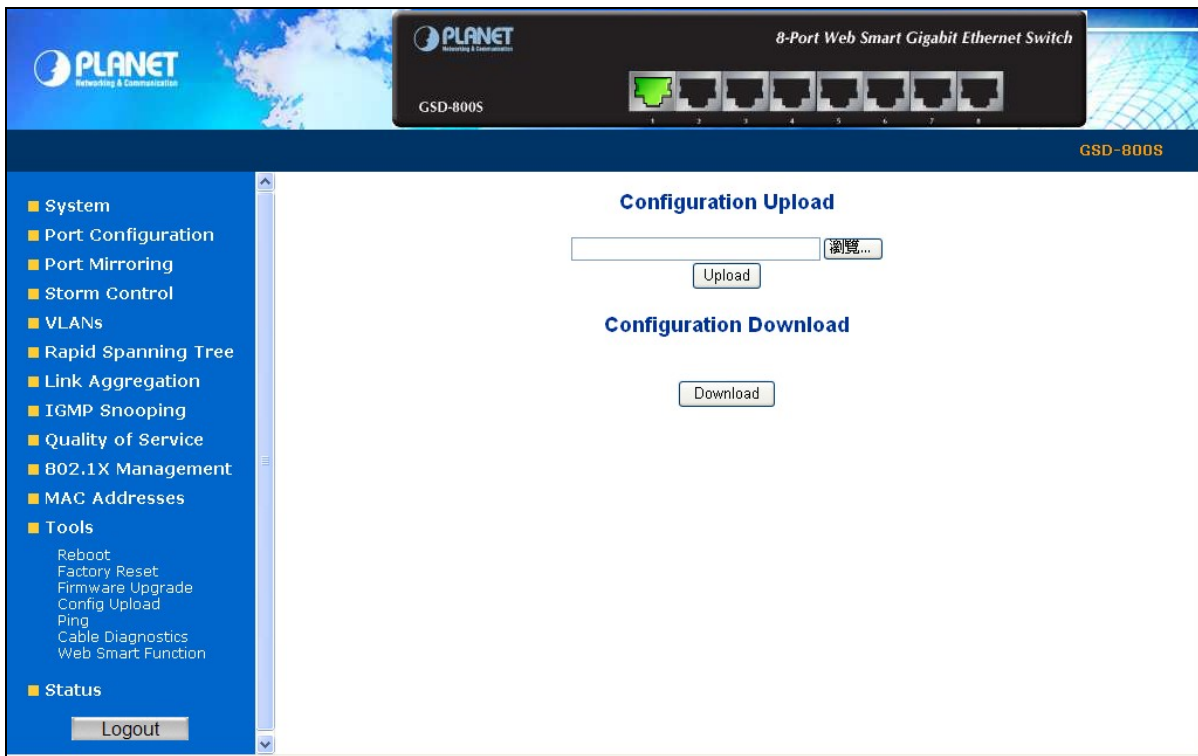 PLANET
Networking & Communication
PLANET
Networking & Communication
8-Port Web Smart Gigabit Ethernet Switch
GSD-800S
1 2 3 4 5 6 7 8
GSD-800S
System
Port Configuration
Port Mirroring
Storm Control
VLANs
Rapid Spanning Tree
Link Aggregation
IGMP Snooping
Quality of Service
802.1X Management
MAC Addresses
Tools
Reboot
Factory Reset
Firmware Upgrade
Config Upload
Ping
Cable Diagnostics
Web Smart Function
Status
Logout
Configuration Upload
瀏覽...
Upload
Configuration Download
Download